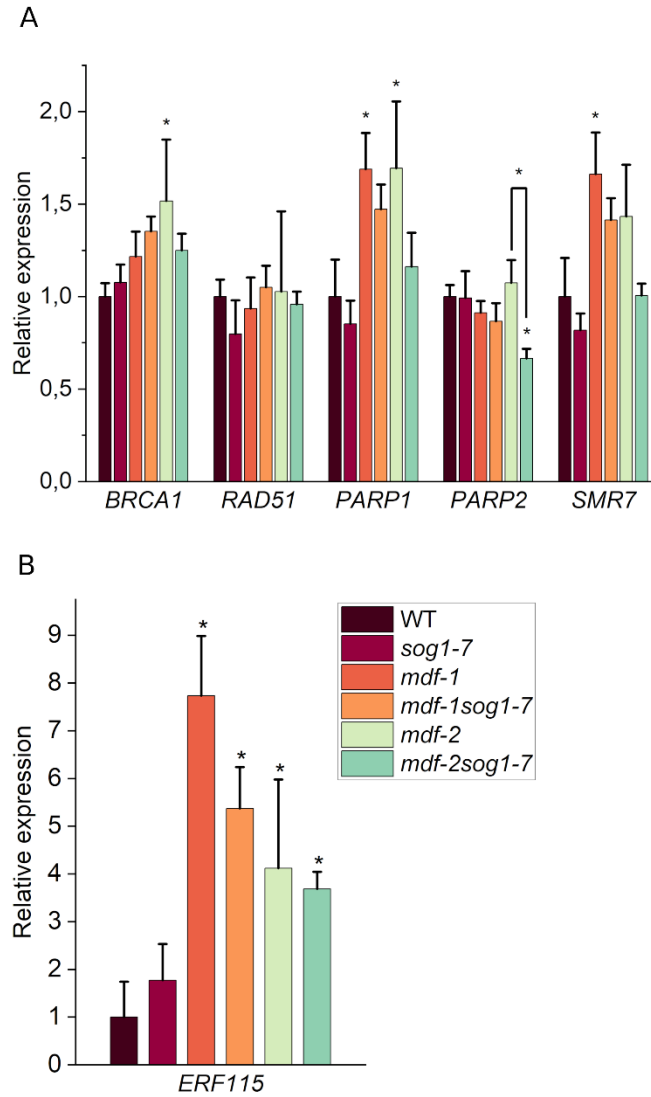 A
Relative expression
2,0
1,5
1,0
0,5
0,0
* * * * * *
BRCA1 RAD51 PARP1 PARP2 SMR7
B
Relative expression
9
8
7
6
5
4
3
2
1
0
* * * *
ERF115
WT
sog1-7
mdf-1
mdf-1sog1-7
mdf-2
mdf-2sog1-7